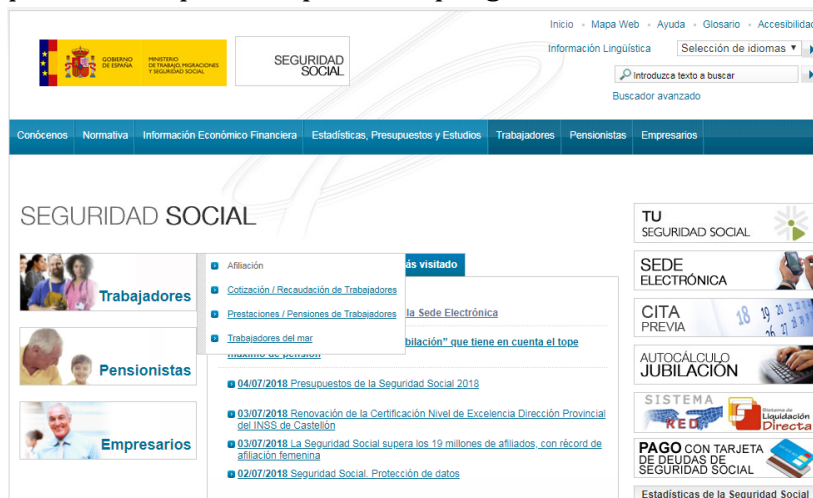 Inicio • Mapa Web • Ayuda • Glosario • Accesibilidad
Información Lingüística Selección de idiomas
GOBIERNO DE ESPAÑA
MINISTERIO DE TRABAJO, MIGRACIONES Y SEGURIDAD SOCIAL
SEGURIDAD SOCIAL
Introduzca texto a buscar
Buscador avanzado
Conócenos Normativa Información Económico Financiera Estadísticas, Presupuestos y Estudios Trabajadores Pensionistas Empresarios
SEGURIDAD SOCIAL
Trabajadores
Pensionistas
Empresarios
Afiliación
Cotización / Recaudación de Trabajadores
Prestaciones / Pensiones de Trabajadores
Trabajadores del mar
ás visitado
la Sede Electrónica
bilación" que tiene en cuenta el tope
máximo de pensión
04/07/2018 Presupuestos de la Seguridad Social 2018
03/07/2018 Renovación de la Certificación Nivel de Excelencia Dirección Provincial
del INSS de Castellón
03/07/2018 La Seguridad Social supera los 19 millones de afiliados, con récord de
afiliación femenina
02/07/2018 Seguridad Social. Protección de datos
TU
SEGURIDAD SOCIAL
SEDE
ELECTRÓNICA
CITA
PREVIA
18 19 20 21
26 27
AUTOCÁLCULO
JUBILACIÓN
SISTEMA
RED
Sistema de
Liquidación
Directa
PAGO CON TARJETA
DE DEUDAS DE
SEGURIDAD SOCIAL
Estadísticas de la Seguridad Social